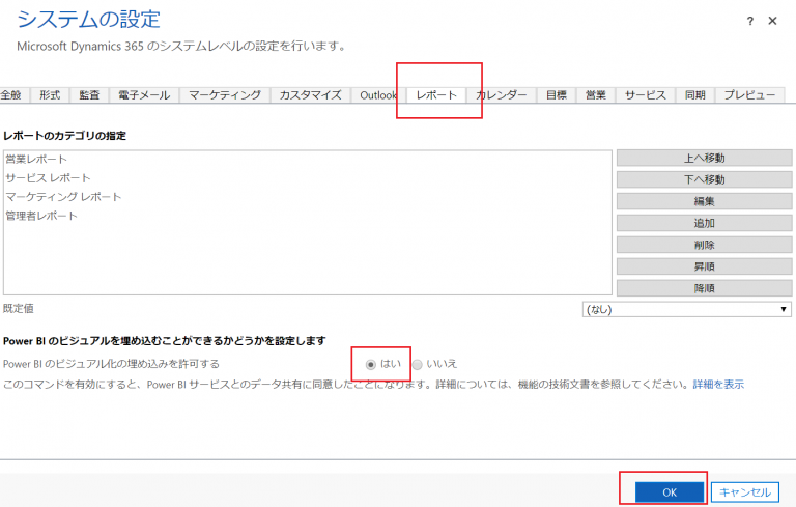 システムの設定
? ×
Microsoft Dynamics 365 のシステムレベルの設定を行います。
全般 形式 監査 電子メール マーケティング カスタマイズ Outlook レポート カレンダー 目標 営業 サービス 同期 プレビュー
レポートのカテゴリの指定
営業レポート
サービス レポート
マーケティング レポート
管理者レポート
上へ移動
下へ移動
編集
追加
削除
昇順
降順
既定値
(なし)
Power BI のビジュアルを埋め込むことができるかどうかを設定します
Power BI のビジュアル化の埋め込みを許可する はい いいえ
このコマンドを有効にすると、Power BI サービスとのデータ共有に同意したことになります。詳細については、機能の技術文書を参照してください。詳細を表示
OK キャンセル